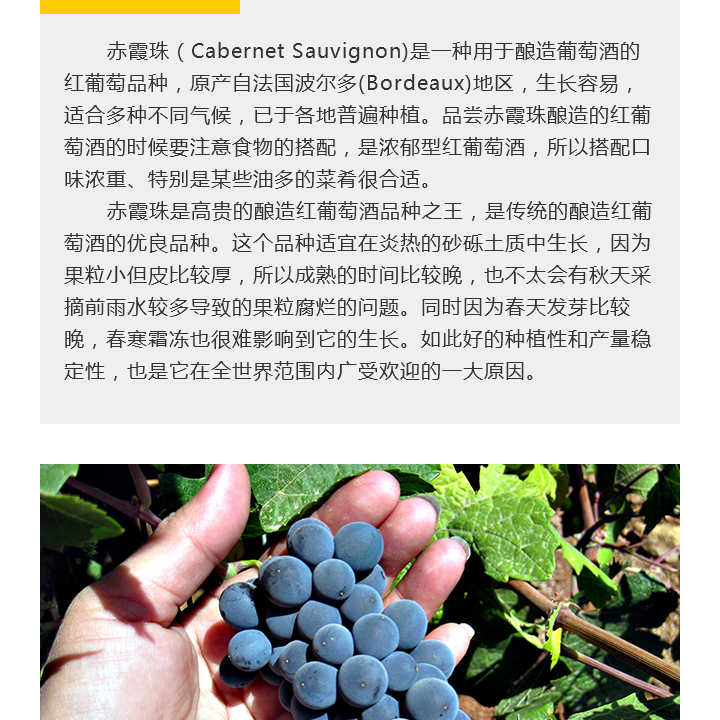 赤霞珠（Cabernet Sauvignon)是一种用于酿造葡萄酒的
红葡萄品种，原产自法国波尔多(Bordeaux)地区，生长容易，
适合多种不同气候，已于各地普遍种植。品尝赤霞珠酿造的红葡
萄酒的时候要注意食物的搭配，是浓郁型红葡萄酒，所以搭配口
味浓重、特别是某些油多的菜肴很合适。
赤霞珠是高贵的酿造红葡萄酒品种之王，是传统的酿造红葡
萄酒的优良品种。这个品种适宜在炎热的砂砾土质中生长，因为
果粒小但皮比较厚，所以成熟的时间比较晚，也不太会有秋天采
摘前雨水较多导致的果粒腐烂的问题。同时因为春天发芽比较
晚，春寒霜冻也很难影响到它的生长。如此好的种植性和产量稳
定性，也是它在全世界范围内广受欢迎的一大原因。